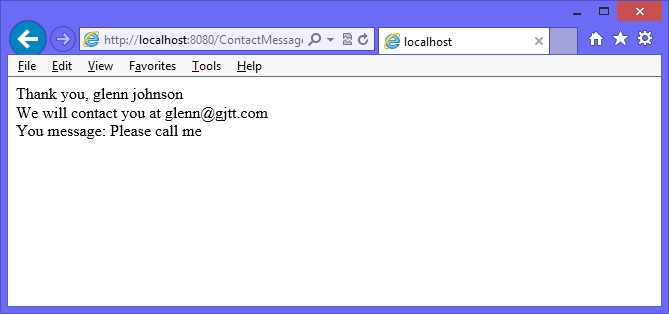 http://localhost:8080/ContactMessage
localhost
File Edit View Favorites Tools Help
Thank you, glenn johnson
We will contact you at glenn@gjtt.com
You message: Please call me